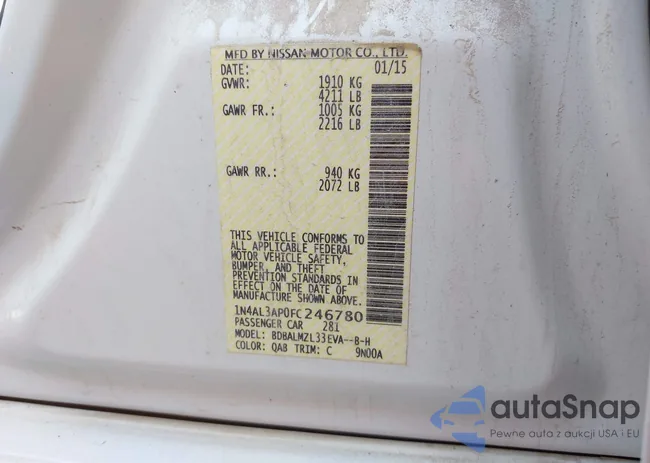 MFD BY NISSAN MOTOR CO., LTD.
DATE: 01/15
GVWR: 1910 KG
4211 LB
GAWR FR.: 1005 KG
2216 LB
GAWR RR.: 940 KG
2072 LB
THIS VEHICLE CONFORMS TO
ALL APPLICABLE FEDERAL
MOTOR VEHICLE SAFETY,
BUMPER, AND THEFT
PREVENTION STANDARDS IN
EFFECT ON THE DATE OF
MANUFACTURE SHOWN ABOVE.
1N4AL3AP0FC246780
PASSENGER CAR 281
MODEL: BDBALMZL33EVA--B-H
COLOR: QAB TRIM: C 9N00A
autaSnap
Pewne auta z aukcji USA i EU